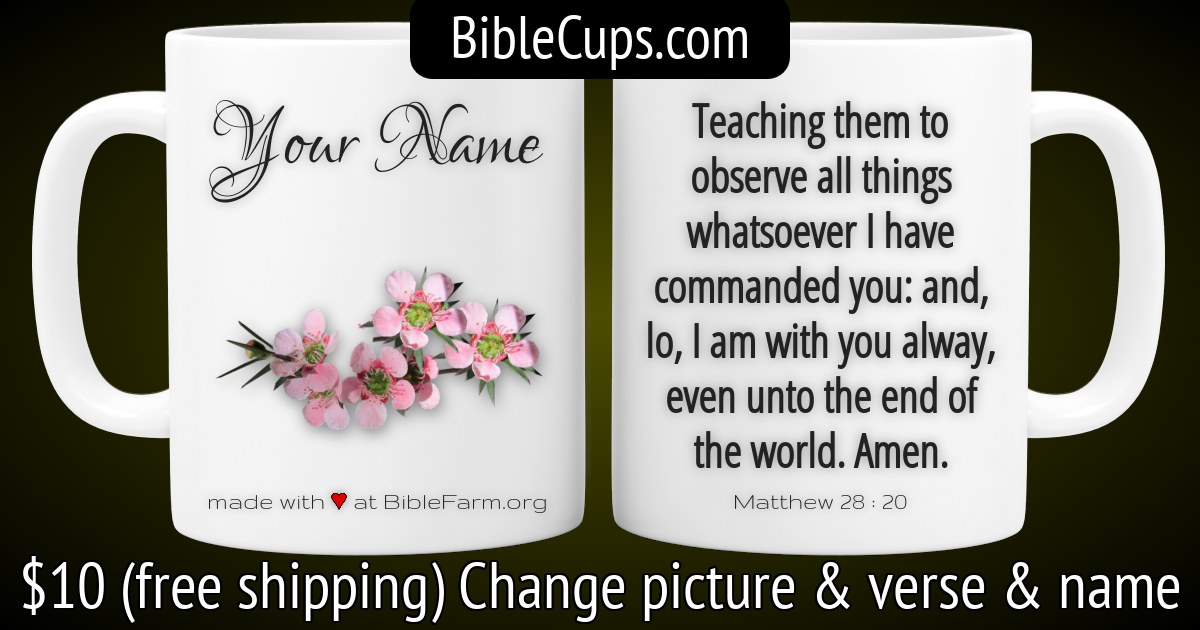 BibleCups.com
Your Name
made with ♥ at BibleFarm.org
Teaching them to
observe all things
whatsoever I have
commanded you: and,
lo, I am with you alway,
even unto the end of
the world. Amen.
Matthew 28 : 20
$10 (free shipping) Change picture & verse & name